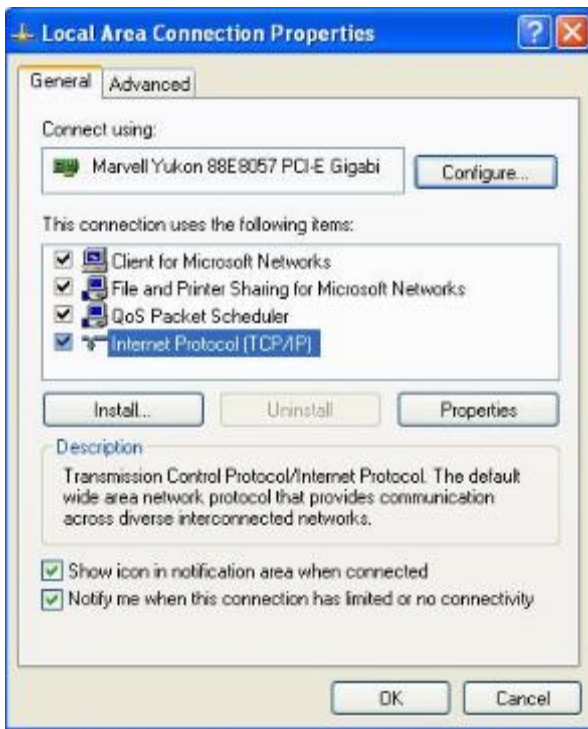 Local Area Connection Properties
General Advanced
Connect using:
Marvell Yukon 88E8057 PCI-E Gigabi
Configure...
This connection uses the following items:
Client for Microsoft Networks
File and Printer Sharing for Microsoft Networks
QoS Packet Scheduler
Internet Protocol (TCP/IP)
Install... Uninstall Properties
Description
Transmission Control Protocol/Internet Protocol. The default
wide area network protocol that provides communication
across diverse interconnected networks.
Show icon in notification area when connected
Notify me when this connection has limited or no connectivity
OK Cancel